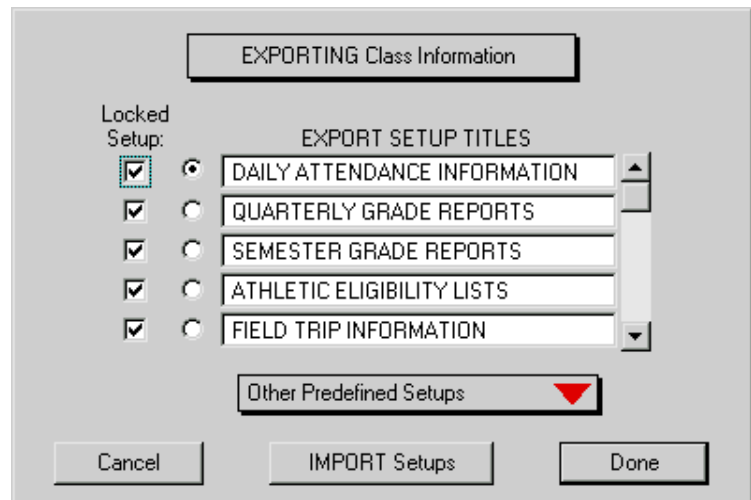 EXPORTING Class Information
Locked
Setup:
EXPORT SETUP TITLES
DAILY ATTENDANCE INFORMATION
QUARTERLY GRADE REPORTS
SEMESTER GRADE REPORTS
ATHLETIC ELIGIBILITY LISTS
FIELD TRIP INFORMATION
Other Predefined Setups
Cancel
IMPORT Setups
Done